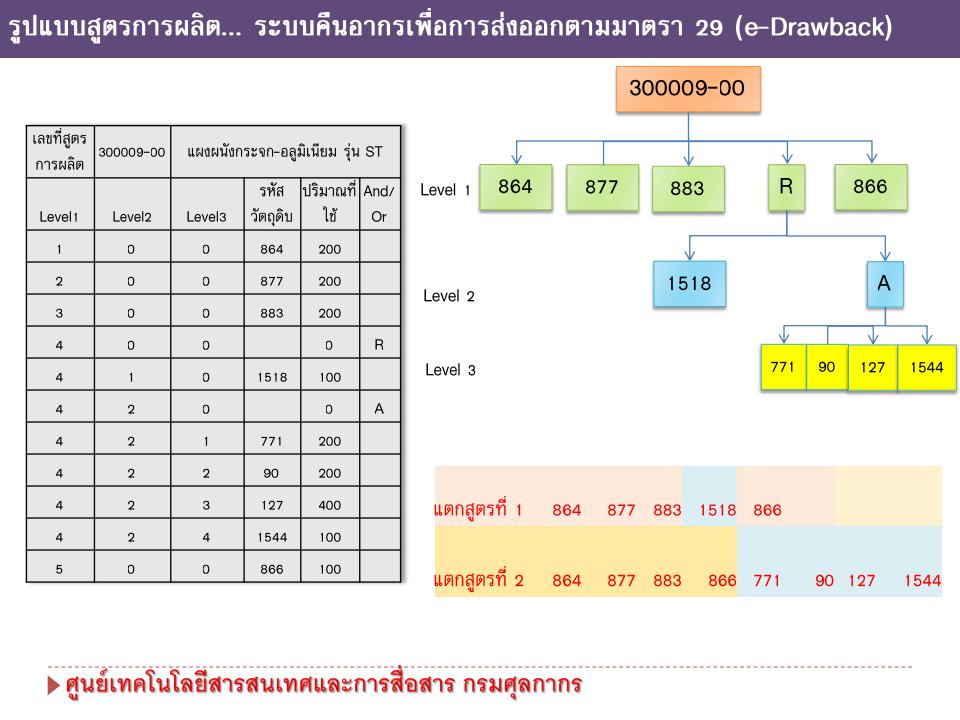 รูปแบบสูตรการผลิต... ระบบคืนอากรเพื่อการส่งออกตามมาตรา 29 (e-Drawback)
เลขที่สูตร
การผลิต
300009-00
แผงผนังกระจก-อลูมิเนียม รุ่น ST
Level1 Level2 Level3 รหัส
วัตถุดิบ ปริมาณที่
ใช้ And/
Or
1 0 0 864 200
2 0 0 877 200
3 0 0 883 200
4 0 0 0 R
4 1 0 1518 100
4 2 0 0 A
4 2 1 771 200
4 2 2 90 200
4 2 3 127 400
4 2 4 1544 100
5 0 0 866 100
300009-00
Level 1 864 877 883 R 866
Level 2 1518 A
Level 3 771 90 127 1544
แตกสูตรที่ 1 864 877 883 1518 866
แตกสูตรที่ 2 864 877 883 866 771 90 127 1544
ศูนย์เทคโนโลยีสารสนเทศและการสื่อสาร กรมศุลกากร